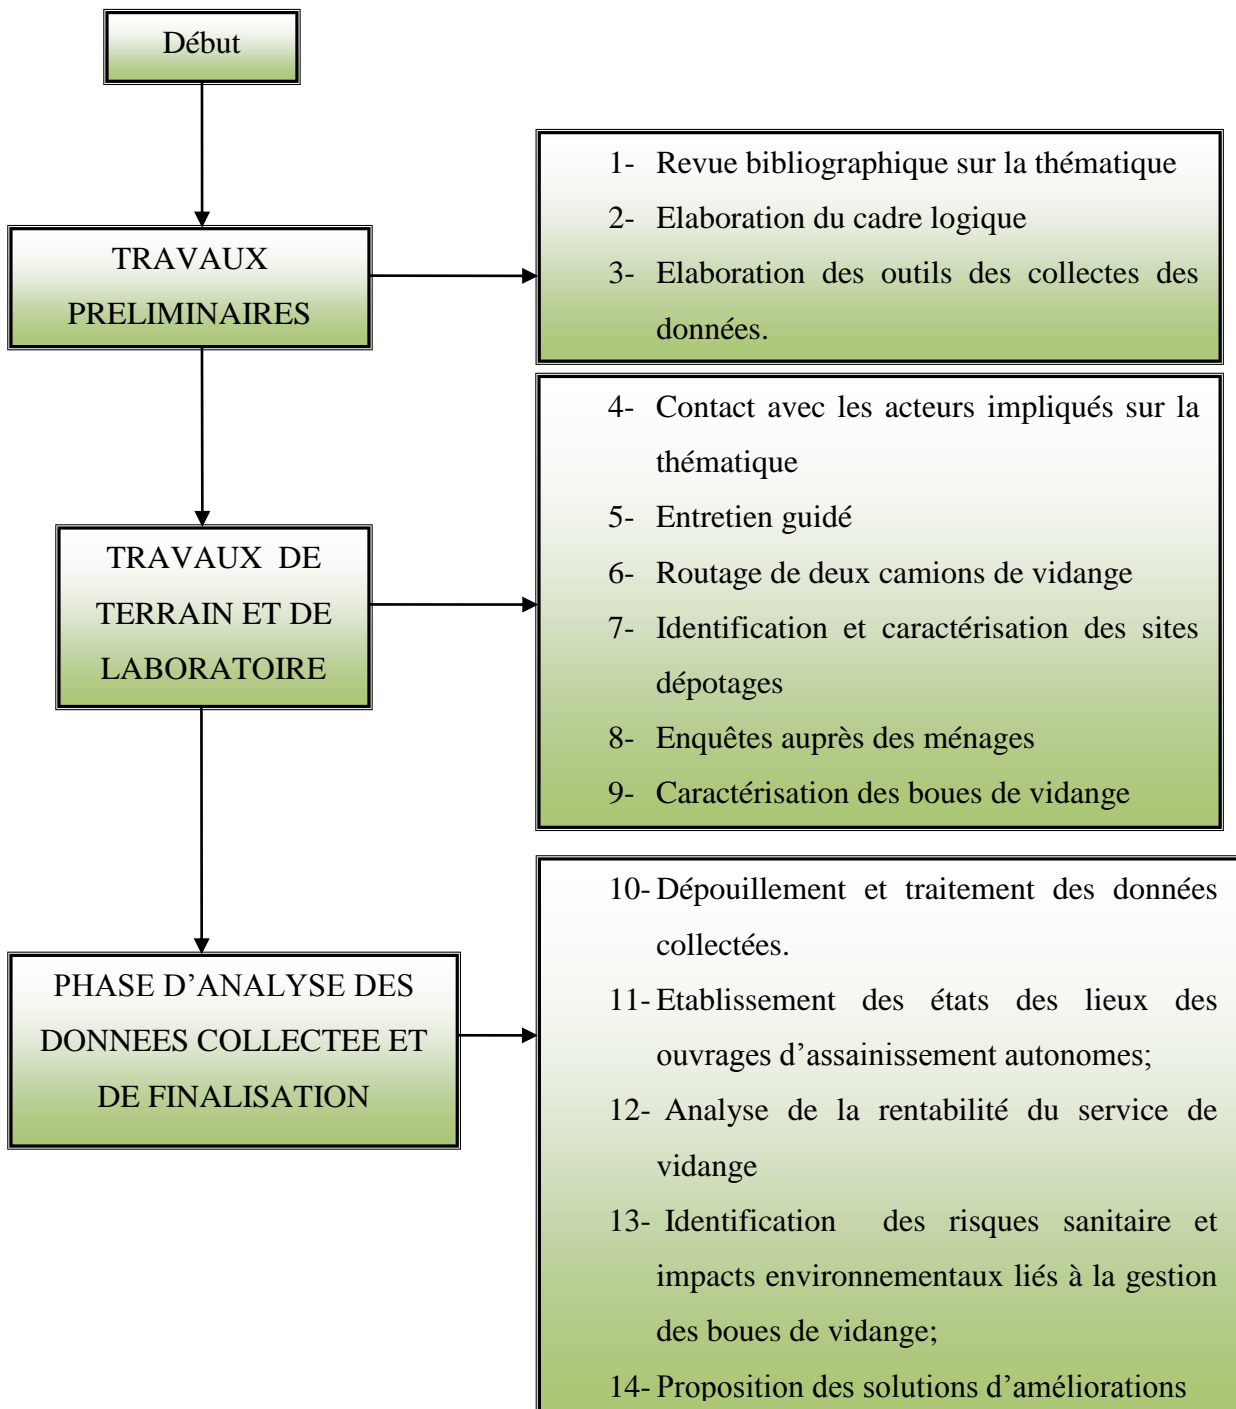 Début
TRAVAUX
PRELIMINAIRES
1- Revue bibliographique sur la thématique
2- Elaboration du cadre logique
3- Elaboration des outils des collectes des
données.
TRAVAUX DE
TERRAIN ET DE
LABORATOIRE
4- Contact avec les acteurs impliqués sur la
thématique
5- Entretien guidé
6- Routage de deux camions de vidange
7- Identification et caractérisation des sites
dépotages
8- Enquêtes auprès des ménages
9- Caractérisation des boues de vidange
PHASE D’ANALYSE DES
DONNEES COLLECTEE ET
DE FINALISATION
10- Dépouillement et traitement des données
collectées.
11- Etablissement des états des lieux des
ouvrages d’assainissement autonomes;
12- Analyse de la rentabilité du service de
vidange
13- Identification des risques sanitaire et
impacts environnementaux liés à la gestion
des boues de vidange;
14- Proposition des solutions d’améliorations